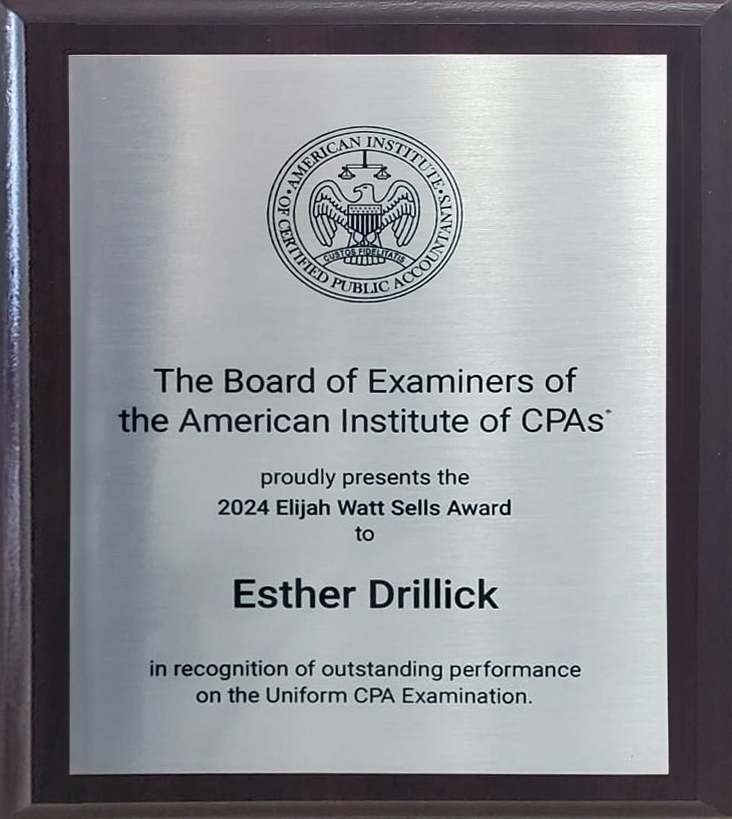 ·AMERICAN INSTITUTE·
OF CERTIFIED PUBLIC ACCOUNTANTS
CUSTOS FIDELITATIS
The Board of Examiners of
the American Institute of CPAs®
proudly presents the
2024 Elijah Watt Sells Award
to
Esther Drillick
in recognition of outstanding performance
on the Uniform CPA Examination.